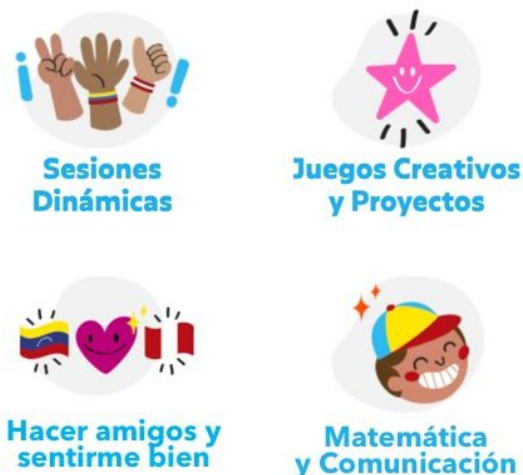 Sesiones
Dinámicas
Juegos Creativos
y Proyectos
Hacer amigos y
sentirme bien
Matemática
y Comunicación